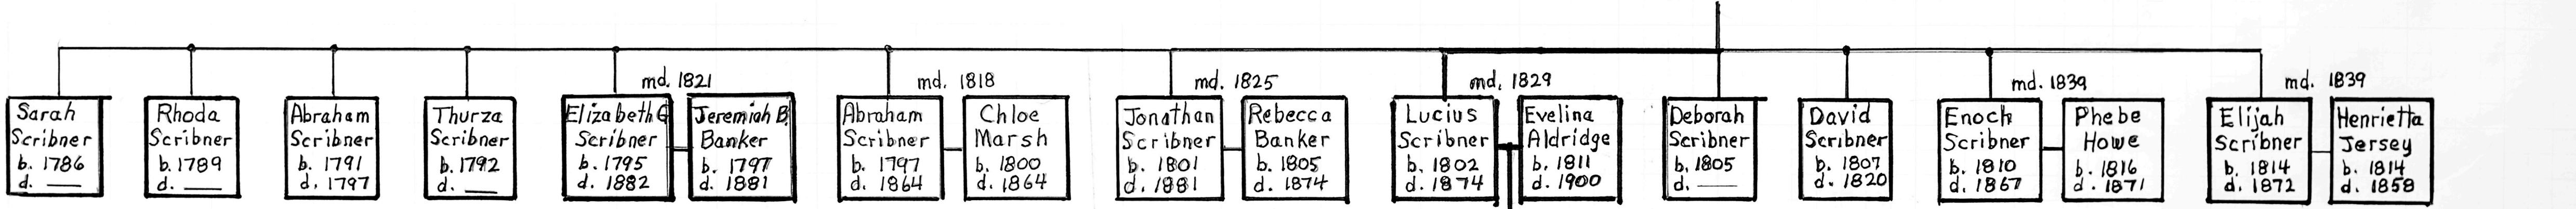 Sarah
Scribner
b. 1786
d. ___
Rhoda
Scribner
b. 1789
d. ___
Abraham
Scribner
b. 1791
d. 1797
Thurza
Scribner
b. 1792
d. ___
md. 1821
Elizabeth G
Scribner
b. 1795
d. 1882
Jeremiah B.
Banker
b. 1797
d. 1881
md. 1818
Abraham
Scribner
b. 1797
d. 1864
Chloe
Marsh
b. 1800
d. 1864
md. 1825
Jonathan
Scribner
b. 1801
d. 1881
Rebecca
Banker
b. 1805
d. 1874
md. 1829
Lucius
Scribner
b. 1802
d. 1874
Evelina
Aldridge
b. 1811
d. 1900
Deborah
Scribner
b. 1805
d. ___
David
Scribner
b. 1807
d. 1820
md. 1839
Enoch
Scribner
b. 1810
d. 1867
Phebe
Howe
b. 1816
d. 1871
md. 1839
Elijah
Scribner
b. 1814
d. 1872
Henrietta
Jersey
b. 1814
d. 1858